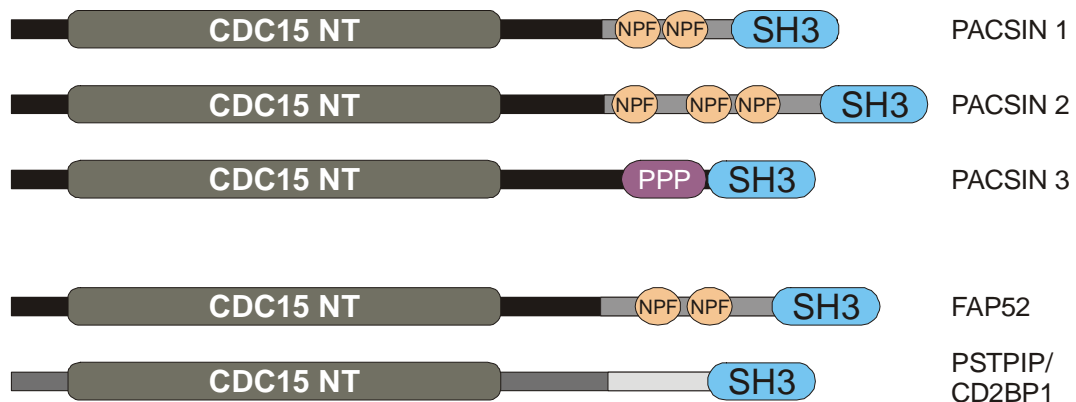 CDC15 NT NPF NPF SH3 PACSIN 1
CDC15 NT NPF NPF NPF SH3 PACSIN 2
CDC15 NT PPP SH3 PACSIN 3
CDC15 NT NPF NPF SH3 FAP52
CDC15 NT SH3 PSTPIP/
CD2BP1